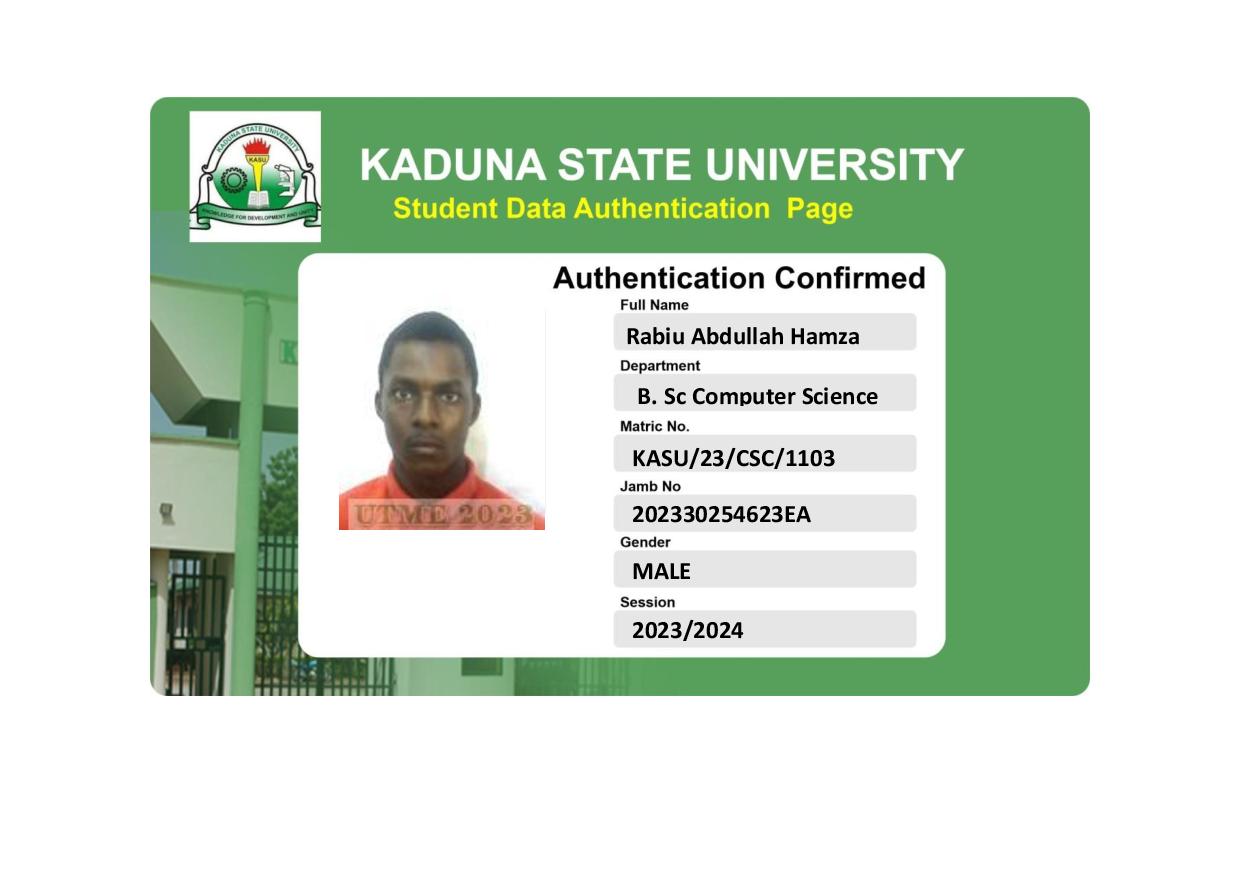 KADUNA STATE UNIVERSITY
KASU
KNOWLEDGE FOR DEVELOPMENT AND UNITY
KADUNA STATE UNIVERSITY
Student Data Authentication Page
Authentication Confirmed
Full Name
Rabiu Abdullah Hamza
Department
B. Sc Computer Science
Matric No.
KASU/23/CSC/1103
Jamb No
202330254623EA
Gender
MALE
Session
2023/2024
UTME 2023
K